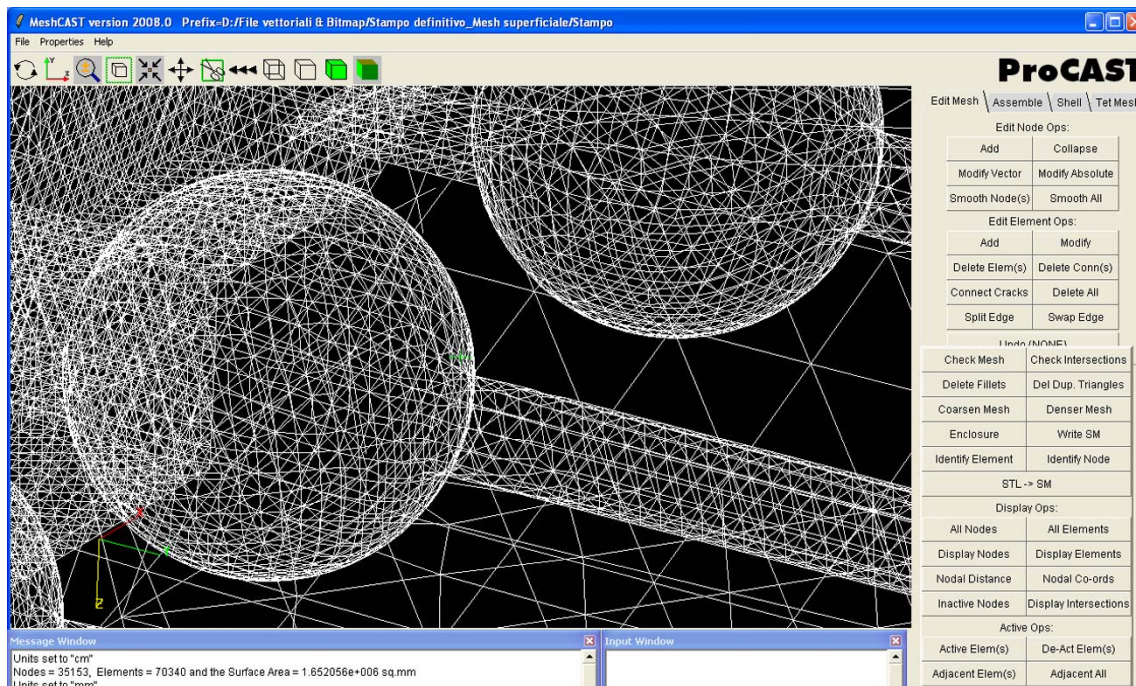 MeshCAST version 2008.0 Prefix-D:/File vettoriali & Bitmap/Stampo definitivo_Mesh superficiale/Stampo
File Properties Help
ProCAST
Edit Mesh Assemble Shell Tet Mesh
Edit Node Ops:
Add Collapse
Modify Vector Modify Absolute
Smooth Node(s) Smooth All
Edit Element Ops:
Add Modify
Delete Elem(s) Delete Conn(s)
Connect Cracks Delete All
Split Edge Swap Edge
Undo (NONE)
Check Mesh Check Intersections
Delete Fillets Del Dup. Triangles
Coarsen Mesh Denser Mesh
Enclosure Write SM
Identify Element Identify Node
STL -> SM
Display Ops:
All Nodes All Elements
Display Nodes Display Elements
Nodal Distance Nodal Co-ords
Inactive Nodes Display Intersections
Active Ops:
Active Elem(s) De-Act Elem(s)
Adjacent Elem(s) Adjacent All
Z
Message Window
Units set to "cm"
Nodes = 35153, Elements = 70340 and the Surface Area = 1.652056e+006 sq.mm
Units set to "mm"
Input Window